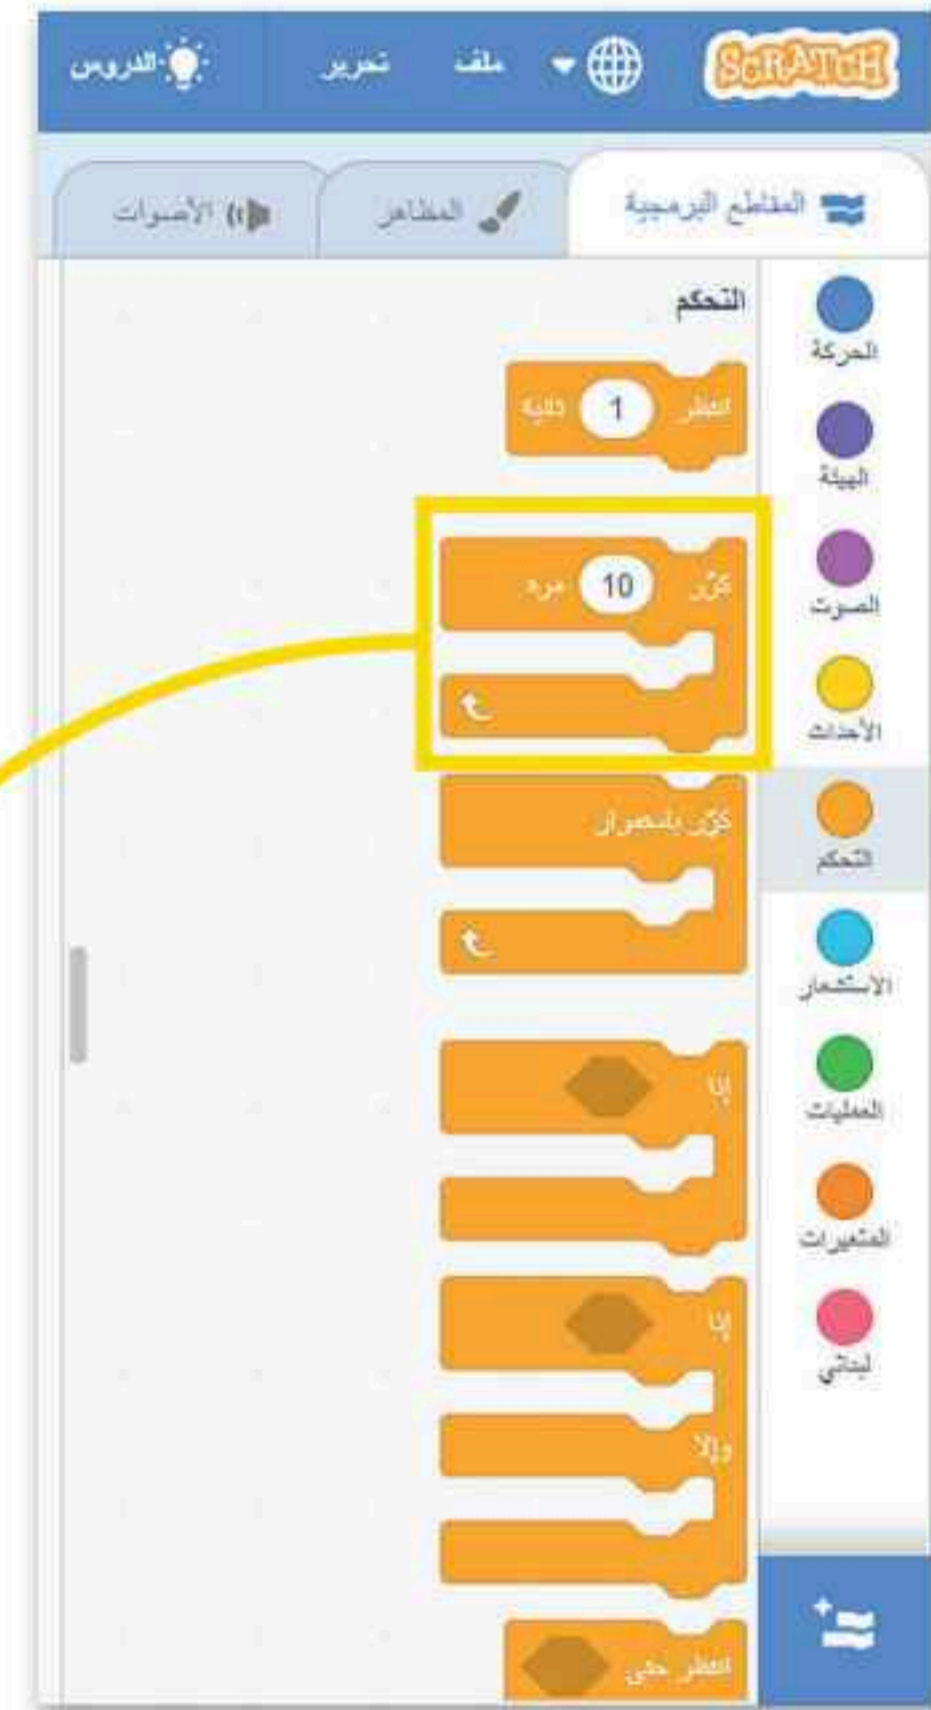 SCRATCH ملف تحرير الدروس
المقاطع البرمجية المظاهر الأصوات
التحكم
الحركة
الهيئة
الصوت
الأحداث
التحكم
الاستشعار
العمليات
المتغيرات
لبناتي
انتظر 1 ثانية
كرّر 10 مرة
كرّر باستمرار
إذا
إذا
وإلا
انتظر حتى